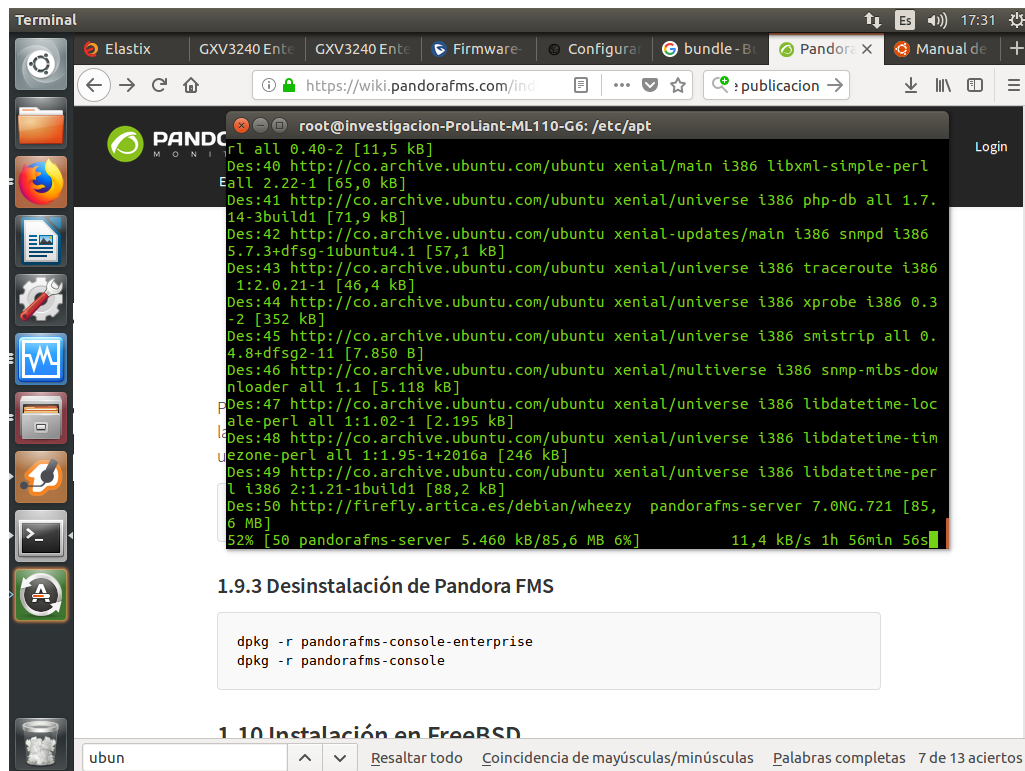 Terminal
Es
17:31
Elastix
GXV3240 Ente
GXV3240 Ente
Firmware-
Configurar
bundle - Bu
Pandora
Manual de
https://wiki.pandorafms.com/ind
publicacion
PANDO
MONIT
E
Login
root@investigacion-ProLiant-ML110-G6: /etc/apt
rl all 0.40-2 [11,5 kB]
Des:40 http://co.archive.ubuntu.com/ubuntu xenial/main i386 libxml-simple-perl
all 2.22-1 [65,0 kB]
Des:41 http://co.archive.ubuntu.com/ubuntu xenial/universe i386 php-db all 1.7.
14-3build1 [71,9 kB]
Des:42 http://co.archive.ubuntu.com/ubuntu xenial-updates/main i386 snmpd i386
5.7.3+dfsg-1ubuntu4.1 [57,1 kB]
Des:43 http://co.archive.ubuntu.com/ubuntu xenial/universe i386 traceroute i386
1:2.0.21-1 [46,4 kB]
Des:44 http://co.archive.ubuntu.com/ubuntu xenial/universe i386 xprobe i386 0.3
-2 [352 kB]
Des:45 http://co.archive.ubuntu.com/ubuntu xenial/universe i386 smistrip all 0.
4.8+dfsg2-11 [7.850 B]
Des:46 http://co.archive.ubuntu.com/ubuntu xenial/multiverse i386 snmp-mibs-dow
nloader all 1.1 [5.118 kB]
Des:47 http://co.archive.ubuntu.com/ubuntu xenial/universe i386 libdatetime-loc
ale-perl all 1:1.02-1 [2.195 kB]
Des:48 http://co.archive.ubuntu.com/ubuntu xenial/universe i386 libdatetime-tim
ezone-perl all 1:1.95-1+2016a [246 kB]
Des:49 http://co.archive.ubuntu.com/ubuntu xenial/universe i386 libdatetime-per
l i386 2:1.21-1build1 [88,2 kB]
Des:50 http://firefly.artica.es/debian/wheezy  pandorafms-server 7.0NG.721 [85,
6 MB]
52% [50 pandorafms-server 5.460 kB/85,6 MB 6%] 11,4 kB/s 1h 56min 56s
P
la
u
1.9.3 Desinstalación de Pandora FMS
dpkg -r pandorafms-console-enterprise
dpkg -r pandorafms-console
1.10 Instalación en FreeBSD
ubun
Resaltar todo
Coincidencia de mayúsculas/minúsculas
Palabras completas
7 de 13 aciertos